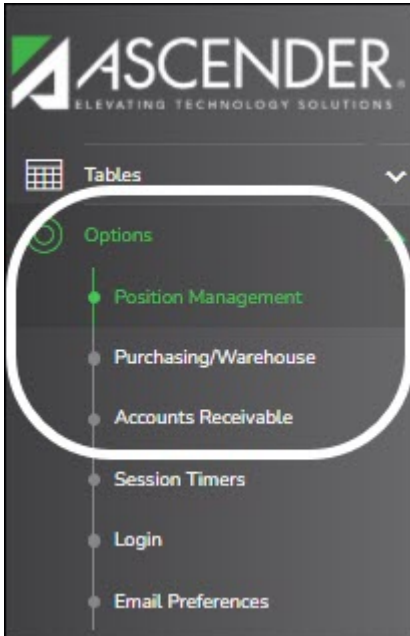 ASCENDER
ELEVATING TECHNOLOGY SOLUTIONS
Tables
Options
Position Management
Purchasing/Warehouse
Accounts Receivable
Session Timers
Login
Email Preferences